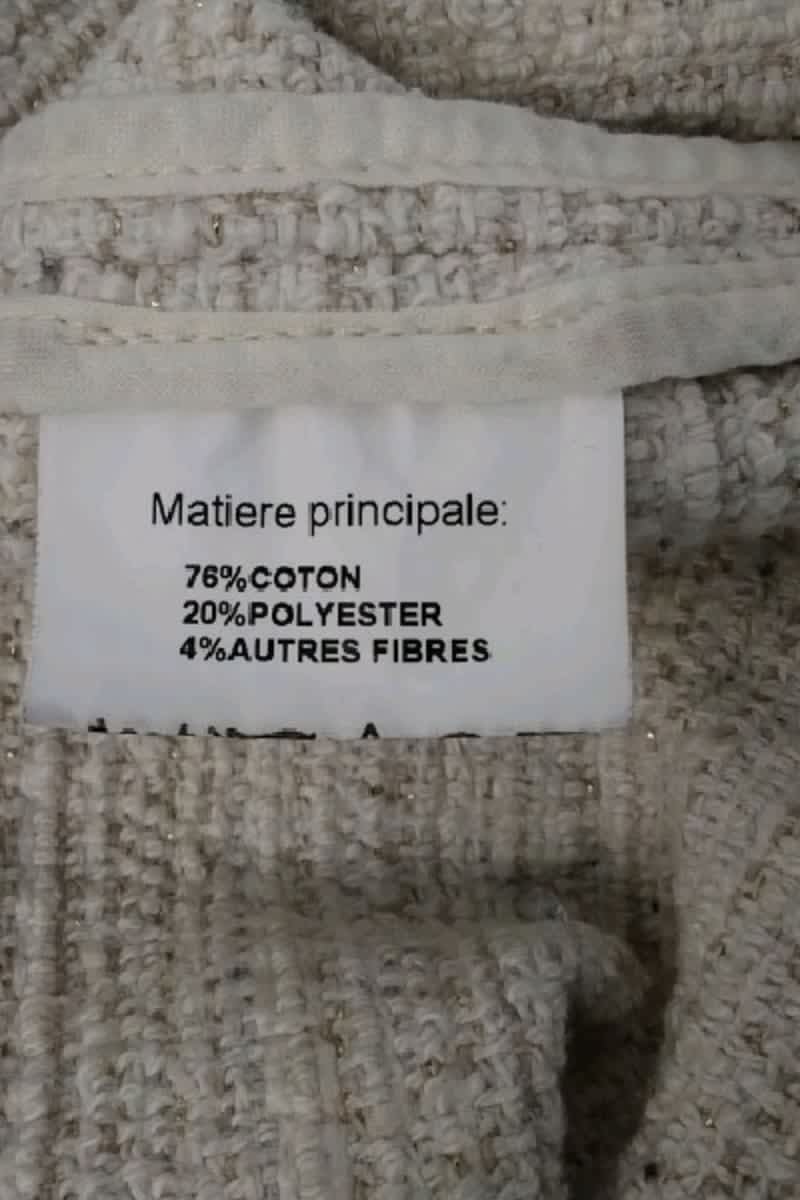 Matiere principale:
76%COTON
20%POLYESTER
4%AUTRES FIBRES